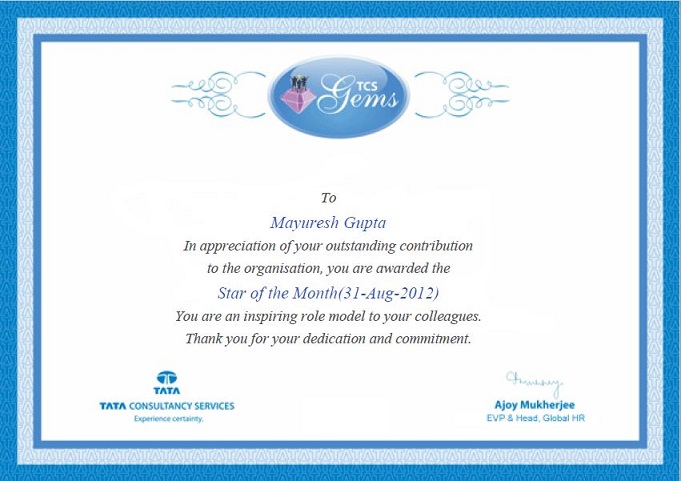 TCS
Gems
To
Mayuresh Gupta
In appreciation of your outstanding contribution
to the organisation, you are awarded the
Star of the Month(31-Aug-2012)
You are an inspiring role model to your colleagues.
Thank you for your dedication and commitment.
TATA
TATA CONSULTANCY SERVICES
Experience certainty.
Ajoy Mukherjee
EVP & Head, Global HR